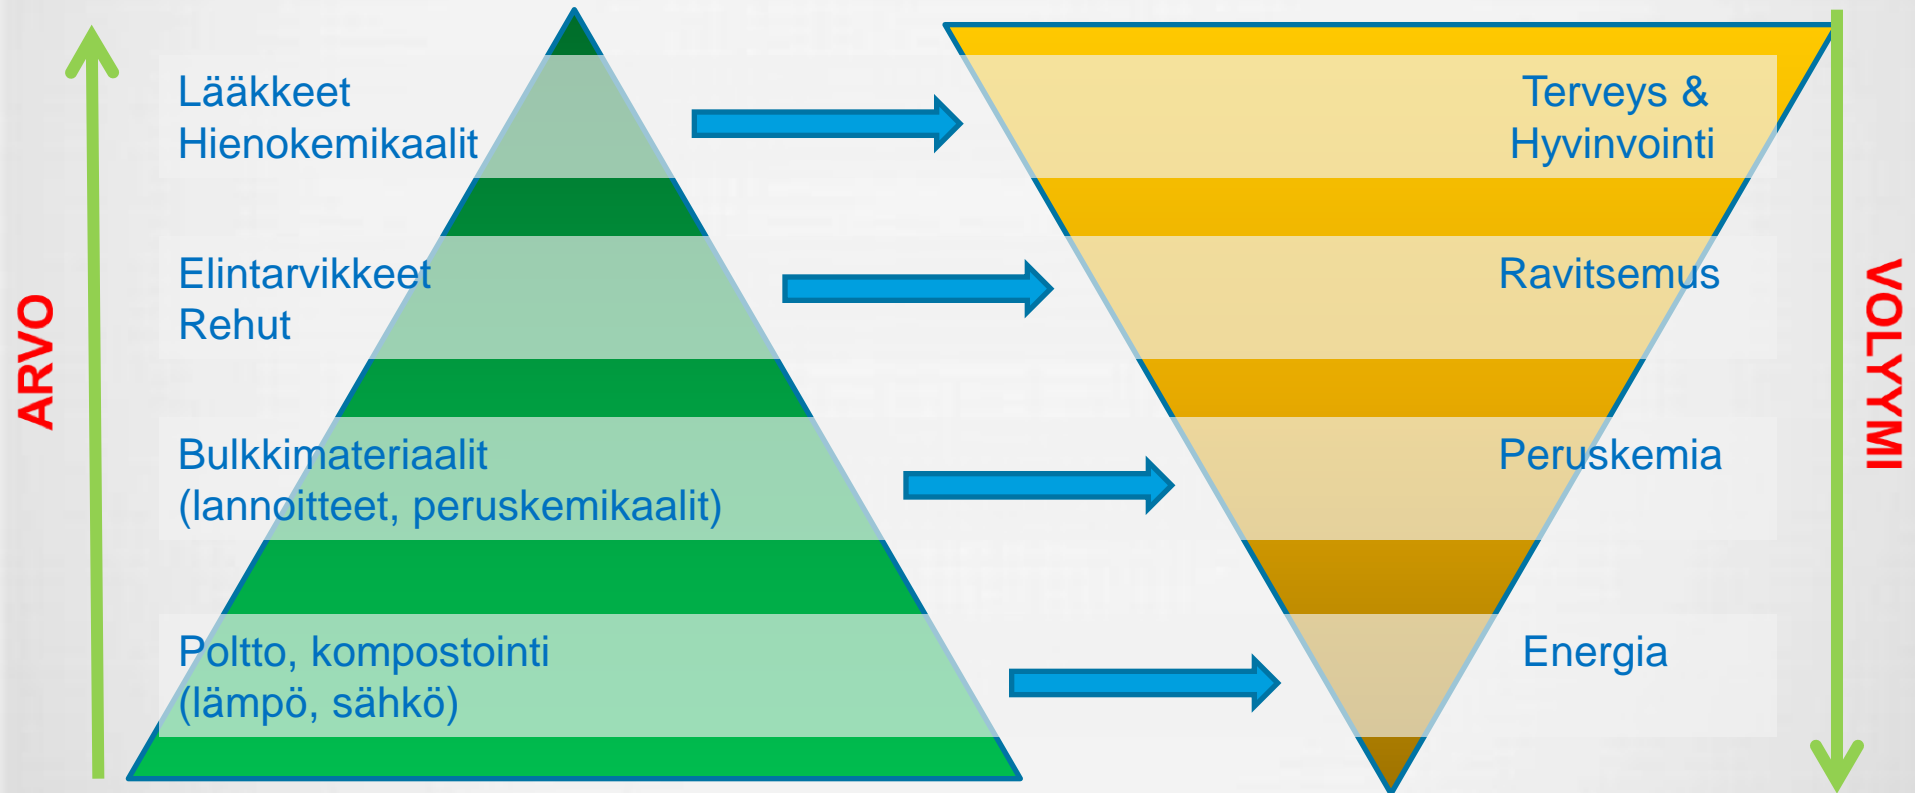 ARVO
Lääkkeet
Hienokemikaalit
Terveys &
Hyvinvointi
Elintarvikkeet
Rehut
Ravitsemus
Bulkkimateriaalit
(lannoitteet, peruskemikaalit)
Peruskemia
Poltto, kompostointi
(lämpö, sähkö)
Energia
VOLYYMI